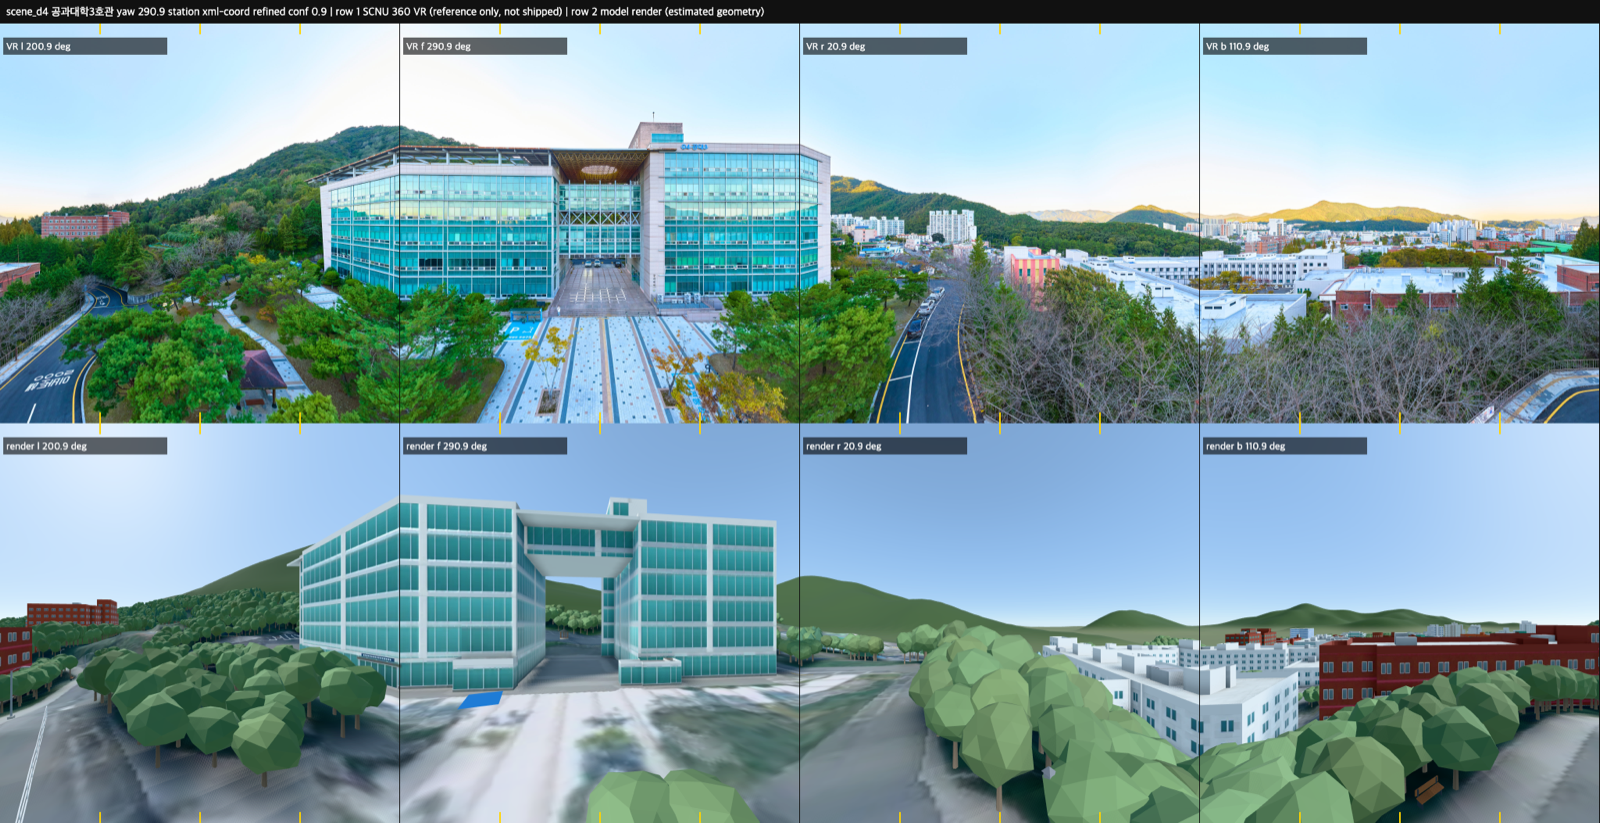 scene_d4 공과대학3호관 yaw 290.9 station xml-coord refined conf 0.9 | row 1 SCNU 360 VR (reference only, not shipped) | row 2 model render (estimated geometry)
VR l 200.9 deg
VR f 290.9 deg
VR r 20.9 deg
VR b 110.9 deg
render l 200.9 deg
render f 290.9 deg
render r 20.9 deg
render b 110.9 deg